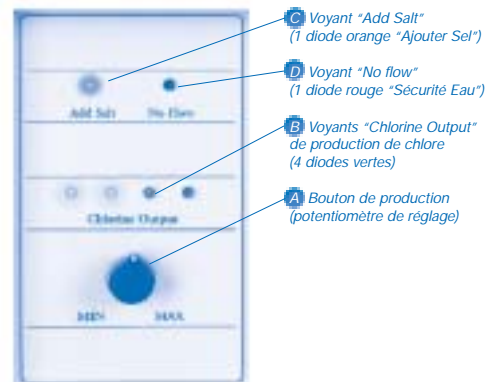 C Voyant "Add Salt"
(1 diode orange "Ajouter Sel")
D Voyant "No flow"
(1 diode rouge "Sécurité Eau")
Add Salt No Flow
B Voyants "Chlorine Output"
de production de chlore
(4 diodes vertes)
Chlorine Output
A Bouton de production
(potentiomètre de réglage)
MIN MAX